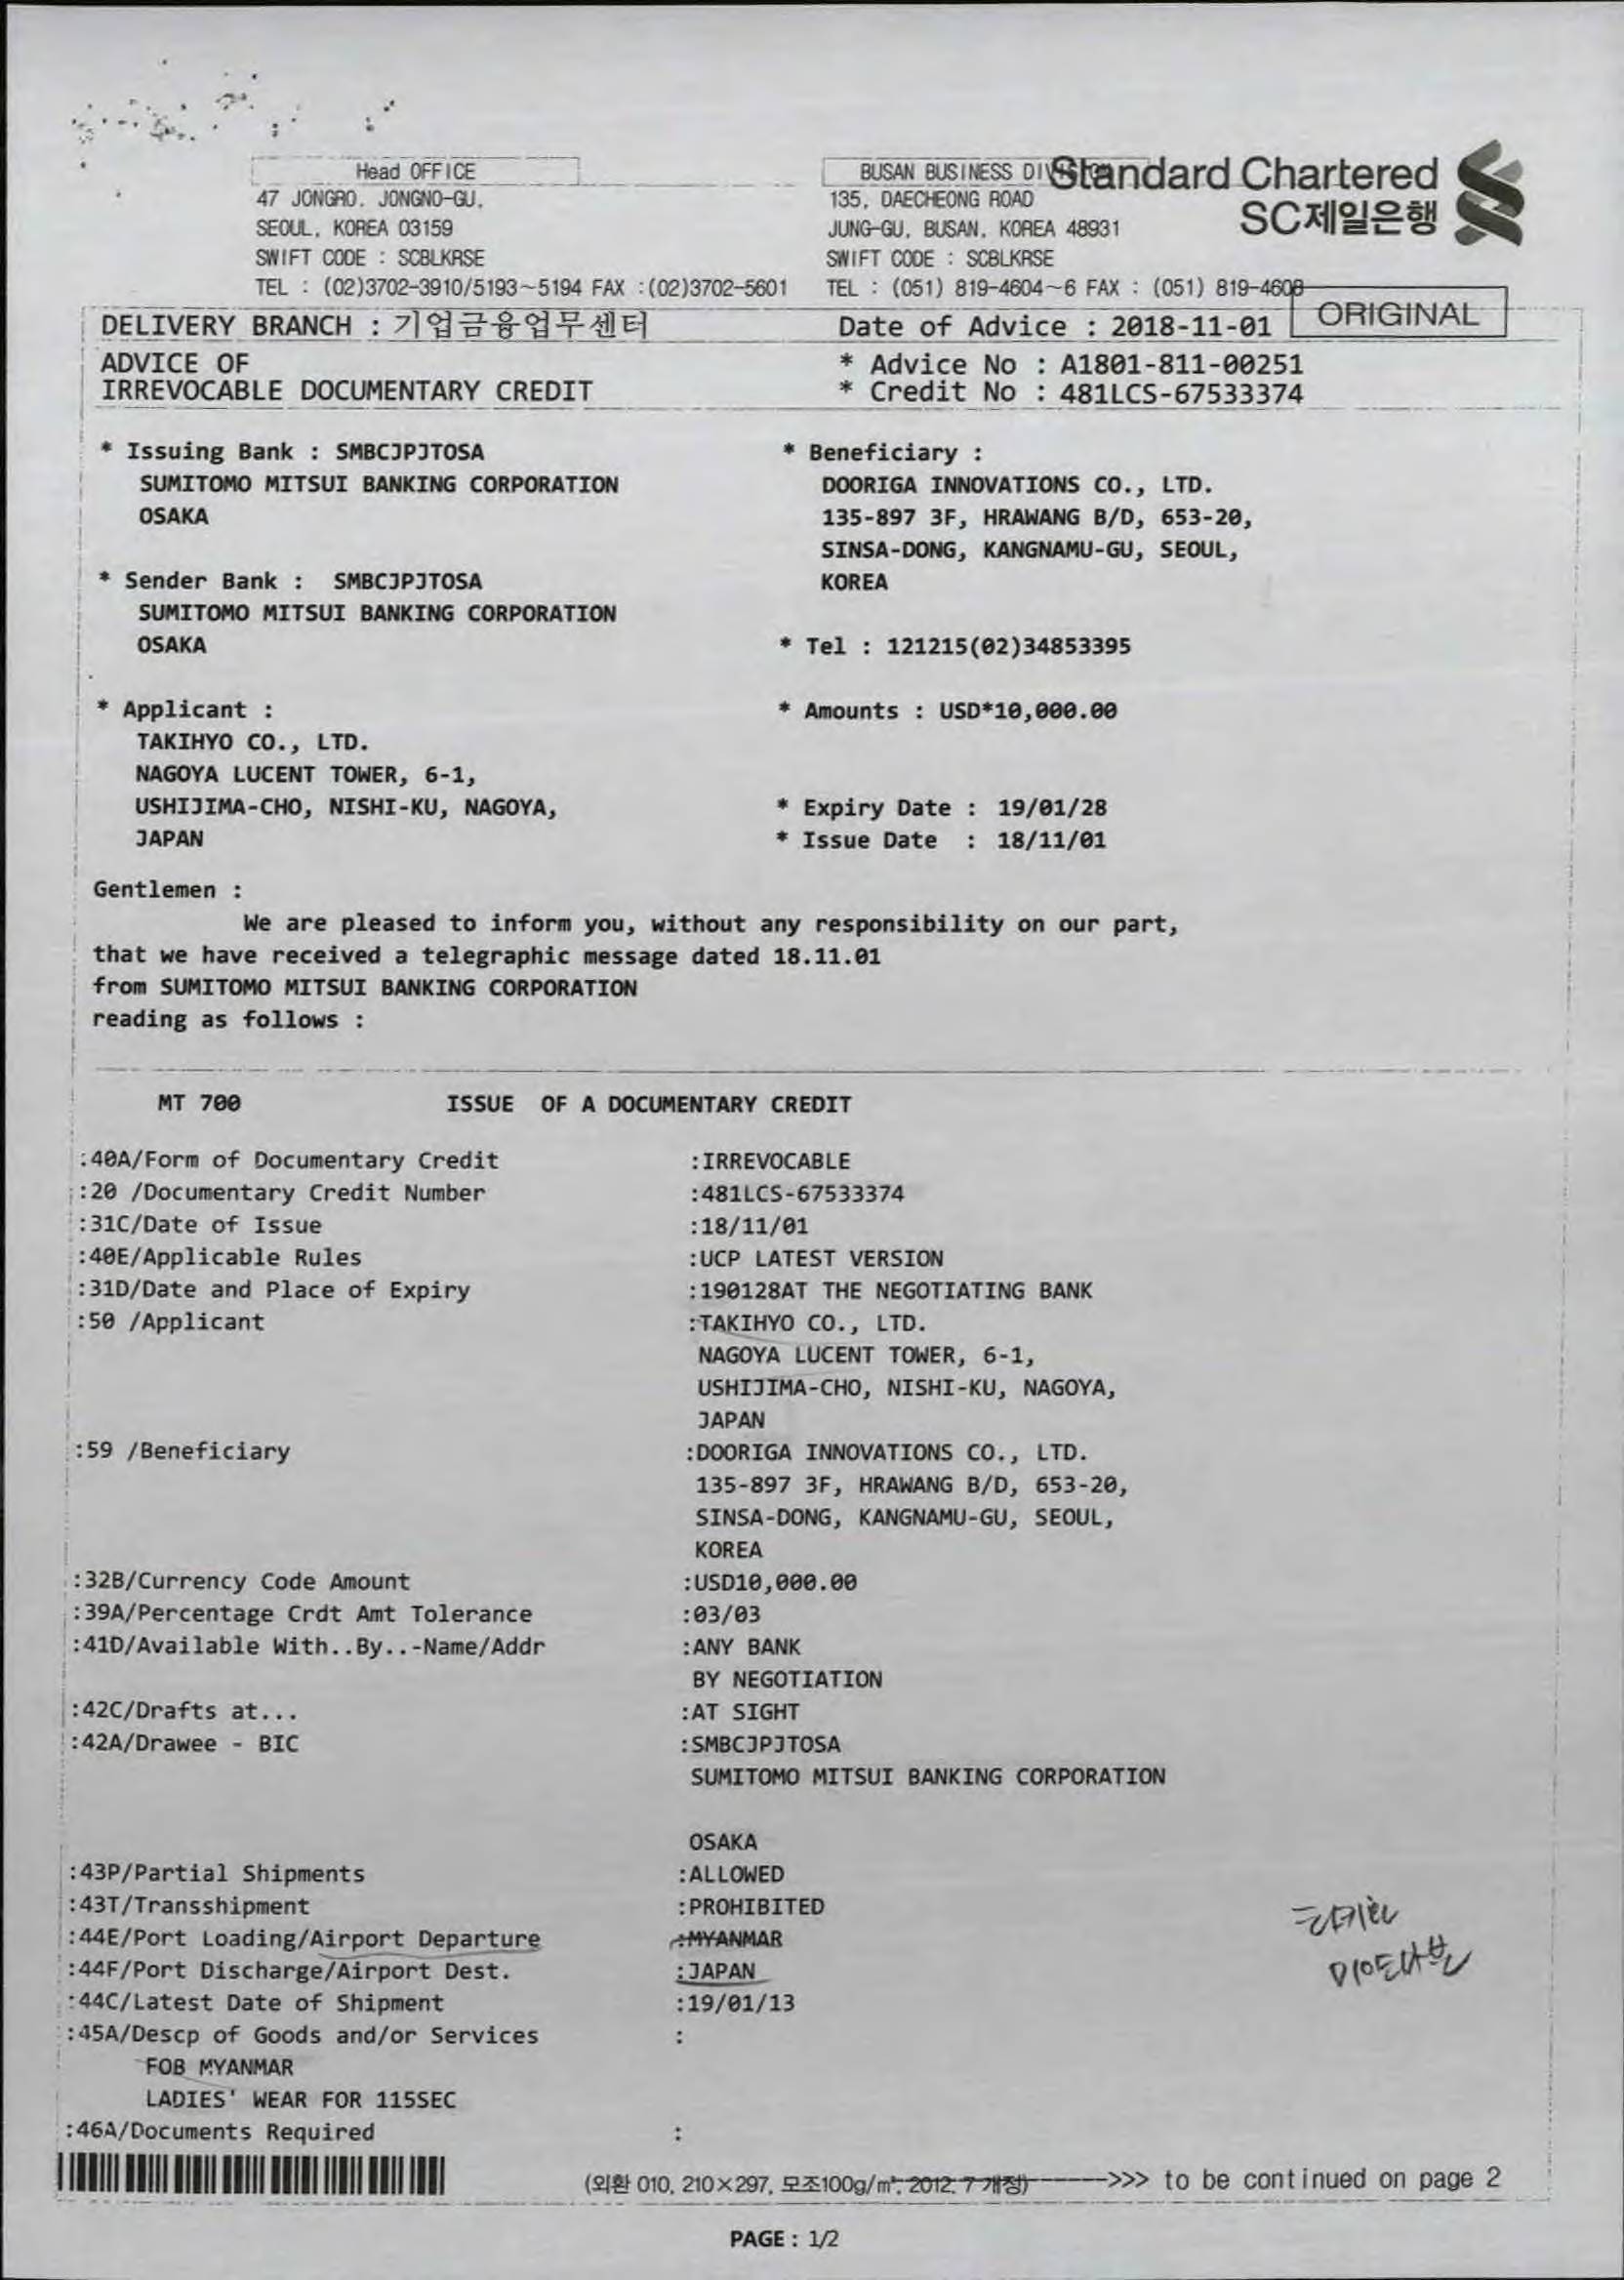 Head OFFICE
47 JONGRO, JONGNO-GU,
SEOUL, KOREA 03159
SWIFT CODE : SCBLKRSE
TEL : (02)3702-3910/5193~5194 FAX :(02)3702-5601
BUSAN BUSINESS
135, DAECHEONG ROAD
JUNG-GU, BUSAN, KOREA 48931
SWIFT CODE : SCBLKRSE
TEL : (051) 819-4604~6 FAX : (051) 819-4608
Standard Chartered
SC제일은행
ORIGINAL
DELIVERY BRANCH : 기업금융업무센터
Date of Advice : 2018-11-01
ADVICE OF
IRREVOCABLE DOCUMENTARY CREDIT
* Advice No : A1801-811-00251
* Credit No : 481LCS-67533374
* Issuing Bank : SMBCJPJTOSA
SUMITOMO MITSUI BANKING CORPORATION
OSAKA
* Beneficiary :
DOORIGA INNOVATIONS CO., LTD.
135-897 3F, HRAWANG B/D, 653-20,
SINSA-DONG, KANGNAMU-GU, SEOUL,
KOREA
* Sender Bank : SMBCJPJTOSA
SUMITOMO MITSUI BANKING CORPORATION
OSAKA
* Tel : 121215(02)34853395
* Applicant :
TAKIHYO CO., LTD.
NAGOYA LUCENT TOWER, 6-1,
USHIJIMA-CHO, NISHI-KU, NAGOYA,
JAPAN
* Amounts : USD*10,000.00
* Expiry Date : 19/01/28
* Issue Date : 18/11/01
Gentlemen :
We are pleased to inform you, without any responsibility on our part,
that we have received a telegraphic message dated 18.11.01
from SUMITOMO MITSUI BANKING CORPORATION
reading as follows :
MT 700 ISSUE OF A DOCUMENTARY CREDIT
:40A/Form of Documentary Credit :IRREVOCABLE
:20 /Documentary Credit Number :481LCS-67533374
:31C/Date of Issue :18/11/01
:40E/Applicable Rules :UCP LATEST VERSION
:31D/Date and Place of Expiry :190128AT THE NEGOTIATING BANK
:50 /Applicant :TAKIHYO CO., LTD.
NAGOYA LUCENT TOWER, 6-1,
USHIJIMA-CHO, NISHI-KU, NAGOYA,
JAPAN
:59 /Beneficiary :DOORIGA INNOVATIONS CO., LTD.
135-897 3F, HRAWANG B/D, 653-20,
SINSA-DONG, KANGNAMU-GU, SEOUL,
KOREA
:32B/Currency Code Amount :USD10,000.00
:39A/Percentage Crdt Amt Tolerance :03/03
:41D/Available With..By..-Name/Addr :ANY BANK
BY NEGOTIATION
:42C/Drafts at... :AT SIGHT
:42A/Drawee - BIC :SMBCJPJTOSA
SUMITOMO MITSUI BANKING CORPORATION
OSAKA
:43P/Partial Shipments :ALLOWED
:43T/Transshipment :PROHIBITED
:44E/Port Loading/Airport Departure :MYANMAR
:44F/Port Discharge/Airport Dest. :JAPAN
:44C/Latest Date of Shipment :19/01/13
:45A/Descp of Goods and/or Services :
FOB MYANMAR
LADIES' WEAR FOR 115SEC
:46A/Documents Required :
(외환 010, 210×297, 모조100g/m², 2012. 7 개정) >>> to be continued on page 2
PAGE : 1/2